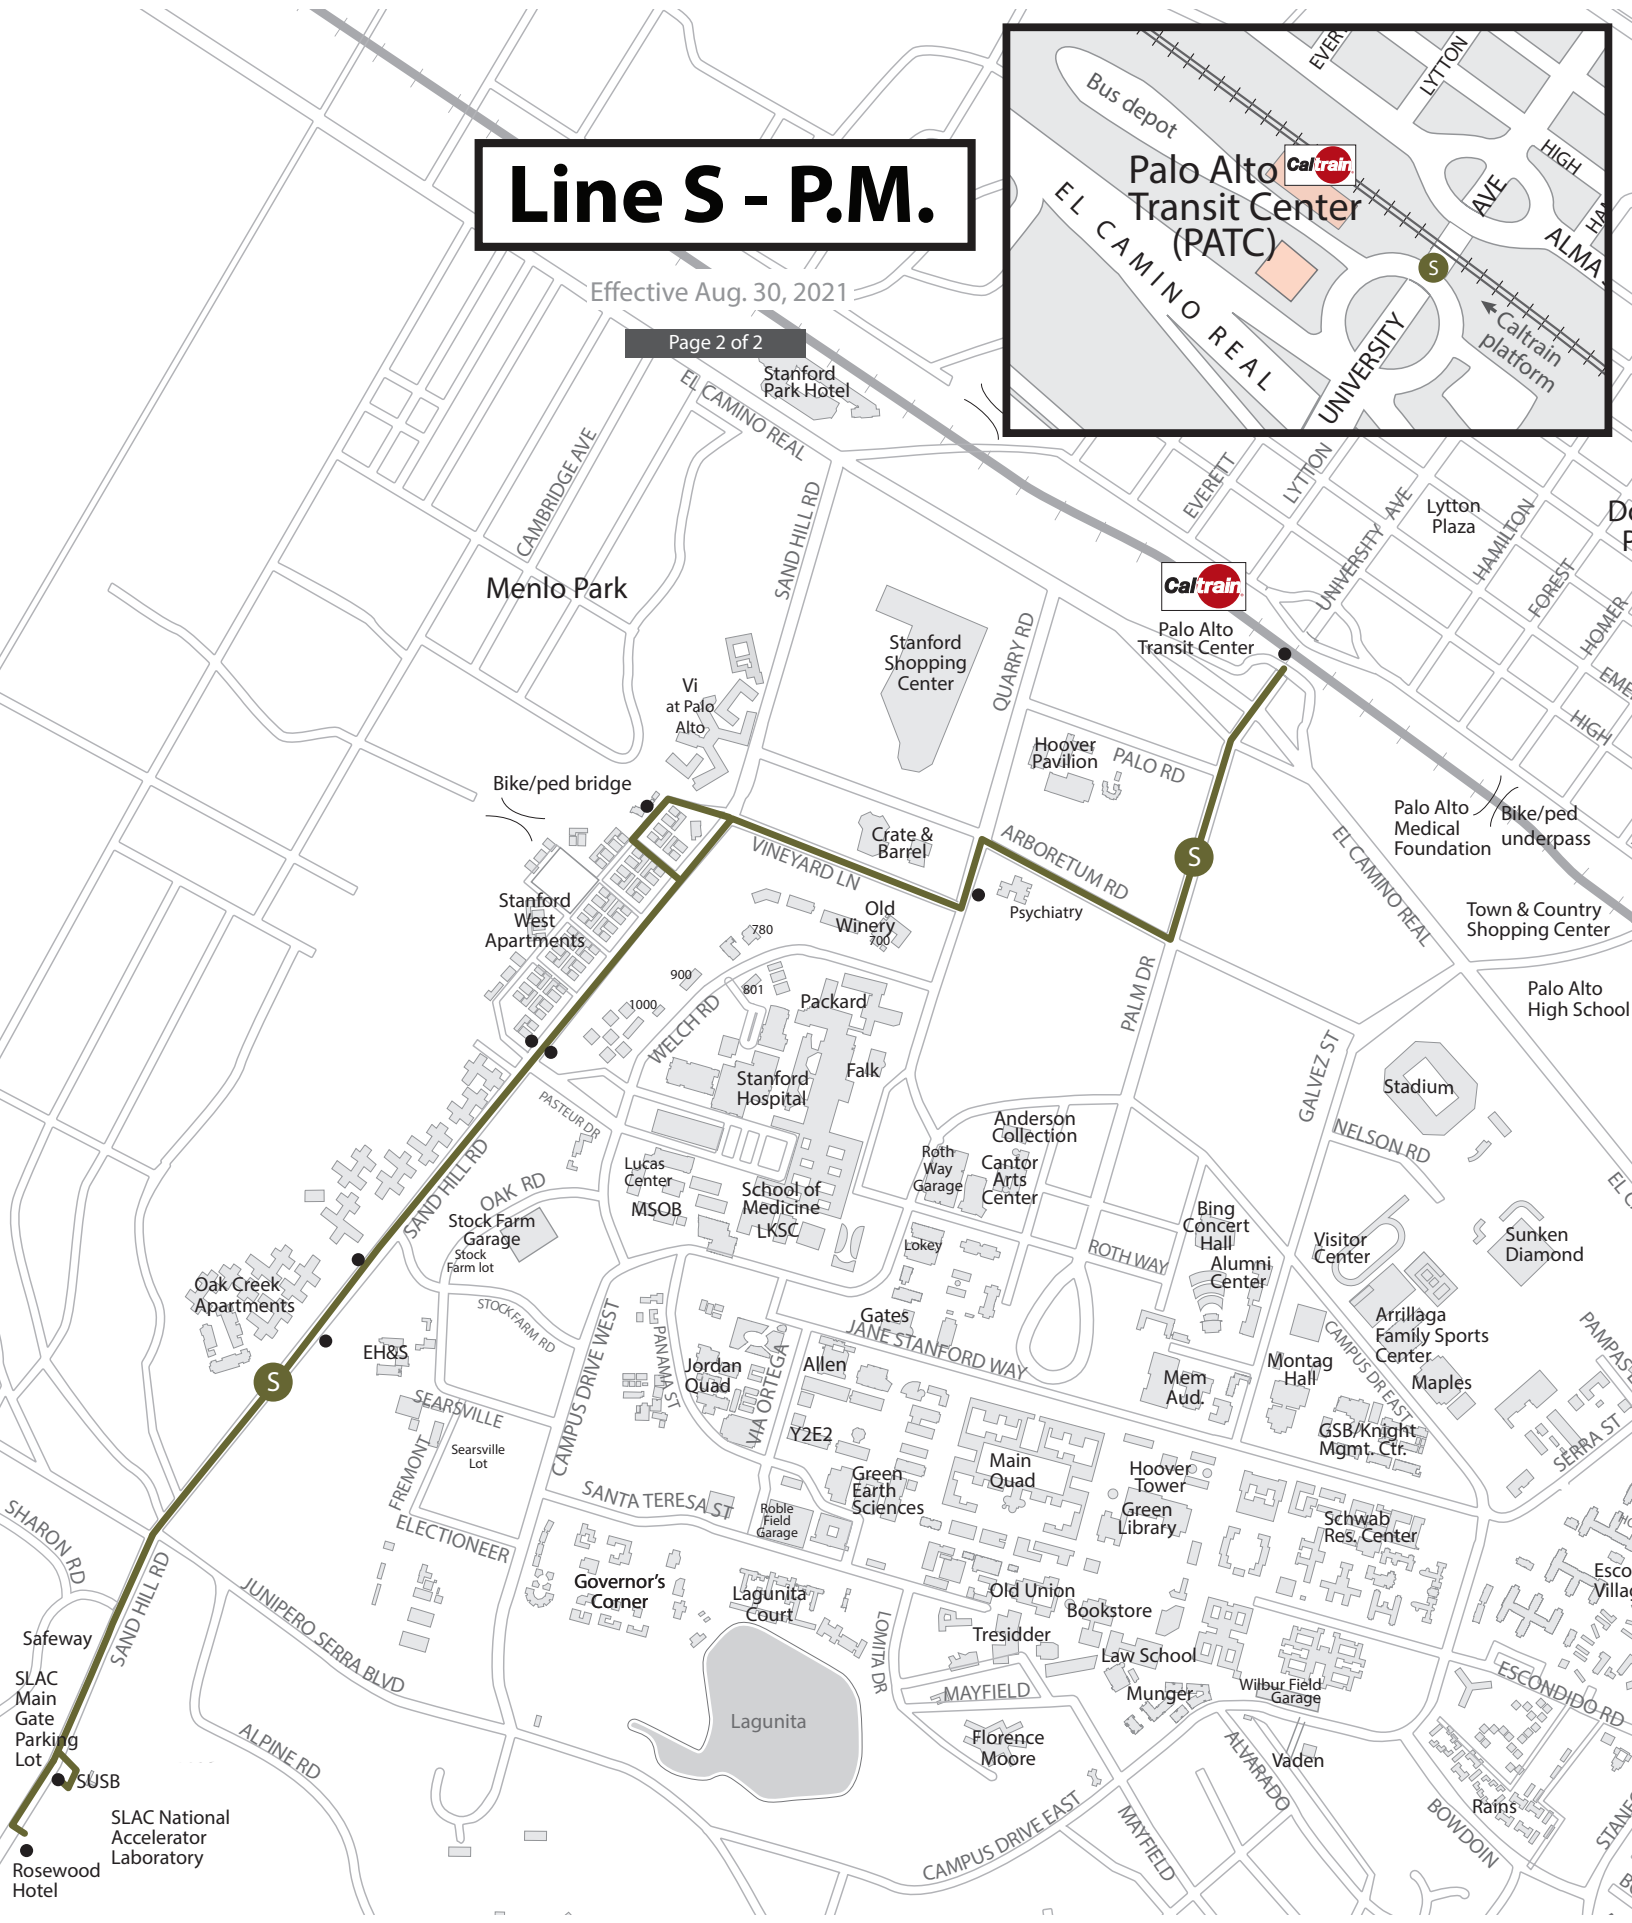 Line S - P.M.
Effective Aug. 30, 2021
Page 2 of 2
LYTTON
Bus depot
HIGH
Palo Alto
Transit Center
(PATC)
Caltrain
AVE
ALMA
EL CAMINO REAL
S
UNIVERSITY
Caltrain
platform
Stanford
Park Hotel
EL CAMINO REAL
CAMBRIDGE AVE
SAND HILL RD
Menlo Park
EVERETT
LYTTON
UNIVERSITY AVE
Lytton
Plaza
HAMILTON
FOREST
HOMER
HIGH
Caltrain
Palo Alto
Transit Center
Stanford
Shopping
Center
QUARRY RD
Vi
at Palo
Alto
Hoover
Pavilion
PALO RD
Bike/ped bridge
Palo Alto
Medical
Foundation
Bike/ped
underpass
Crate &
Barrel
VINEYARD LN
ARBORETUM RD
S
EL CAMINO REAL
Psychiatry
Old
Winery
700
780
Stanford
West
Apartments
Town & Country
Shopping Center
Palo Alto
High School
900
801
1000
WELCH RD
Packard
PALM DR
Falk
Stanford
Hospital
GALVEZ ST
Stadium
PASTEUR DR
NELSON RD
Anderson
Collection
Roth
Way
Garage
Cantor
Arts
Center
Lucas
Center
MSOB
School of
Medicine
LKSC
SAND HILL RD
OAK RD
Stock Farm
Garage
Stock
Farm lot
Lokey
ROTH WAY
Bing
Concert
Hall
Alumni
Center
Visitor
Center
Sunken
Diamond
Oak Creek
Apartments
STOCK FARM RD
EH&S
S
CAMPUS DRIVE WEST
PANAMA ST
Jordan
Quad
VIA ORTEGA
Gates
JANE STANFORD WAY
Allen
Arrillaga
Family Sports
Center
Maples
CAMPUS DR EAST
Montag
Hall
Mem
Aud.
GSB/Knight
Mgmt. Ctr.
SERRA ST
SEARSVILLE
Searsville
Lot
FREMONT
Y2E2
Main
Quad
Hoover
Tower
Green
Library
Green
Earth
Sciences
SANTA TERESA ST
Roble
Field
Garage
Schwab
Res. Center
SHARON RD
ELECTIONEER
SAND HILL RD
JUNIPERO SERRA BLVD
Governor's
Corner
Lagunita
Court
Old Union
Bookstore
LOMITA DR
Tresidder
Law School
Safeway
SLAC
Main
Gate
Parking
Lot
MAYFIELD
Munger
Wilbur Field
Garage
ESCONDIDO RD
Lagunita
ALPINE RD
Florence
Moore
ALVARADO
Vaden
SUSB
SLAC National
Accelerator
Laboratory
Rosewood
Hotel
Rains
BOWDOIN
CAMPUS DRIVE EAST
MAYFIELD